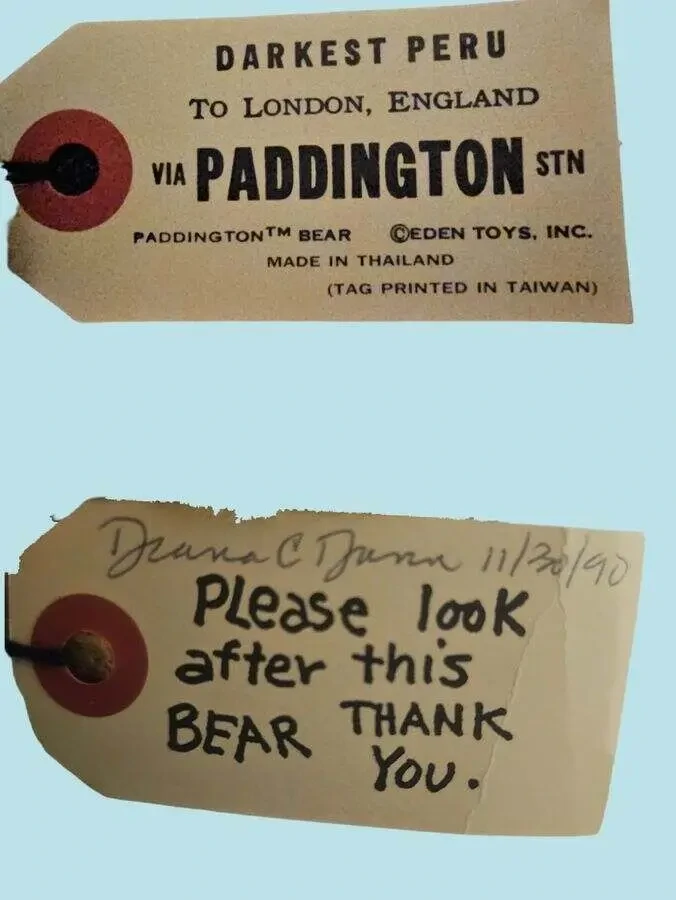 DARKEST PERU
TO LONDON, ENGLAND
VIA PADDINGTON STN
PADDINGTON™ BEAR ©EDEN TOYS, INC.
MADE IN THAILAND
(TAG PRINTED IN TAIWAN)
C 11/30/90
PLease look
after this
BEAR THANK
You.